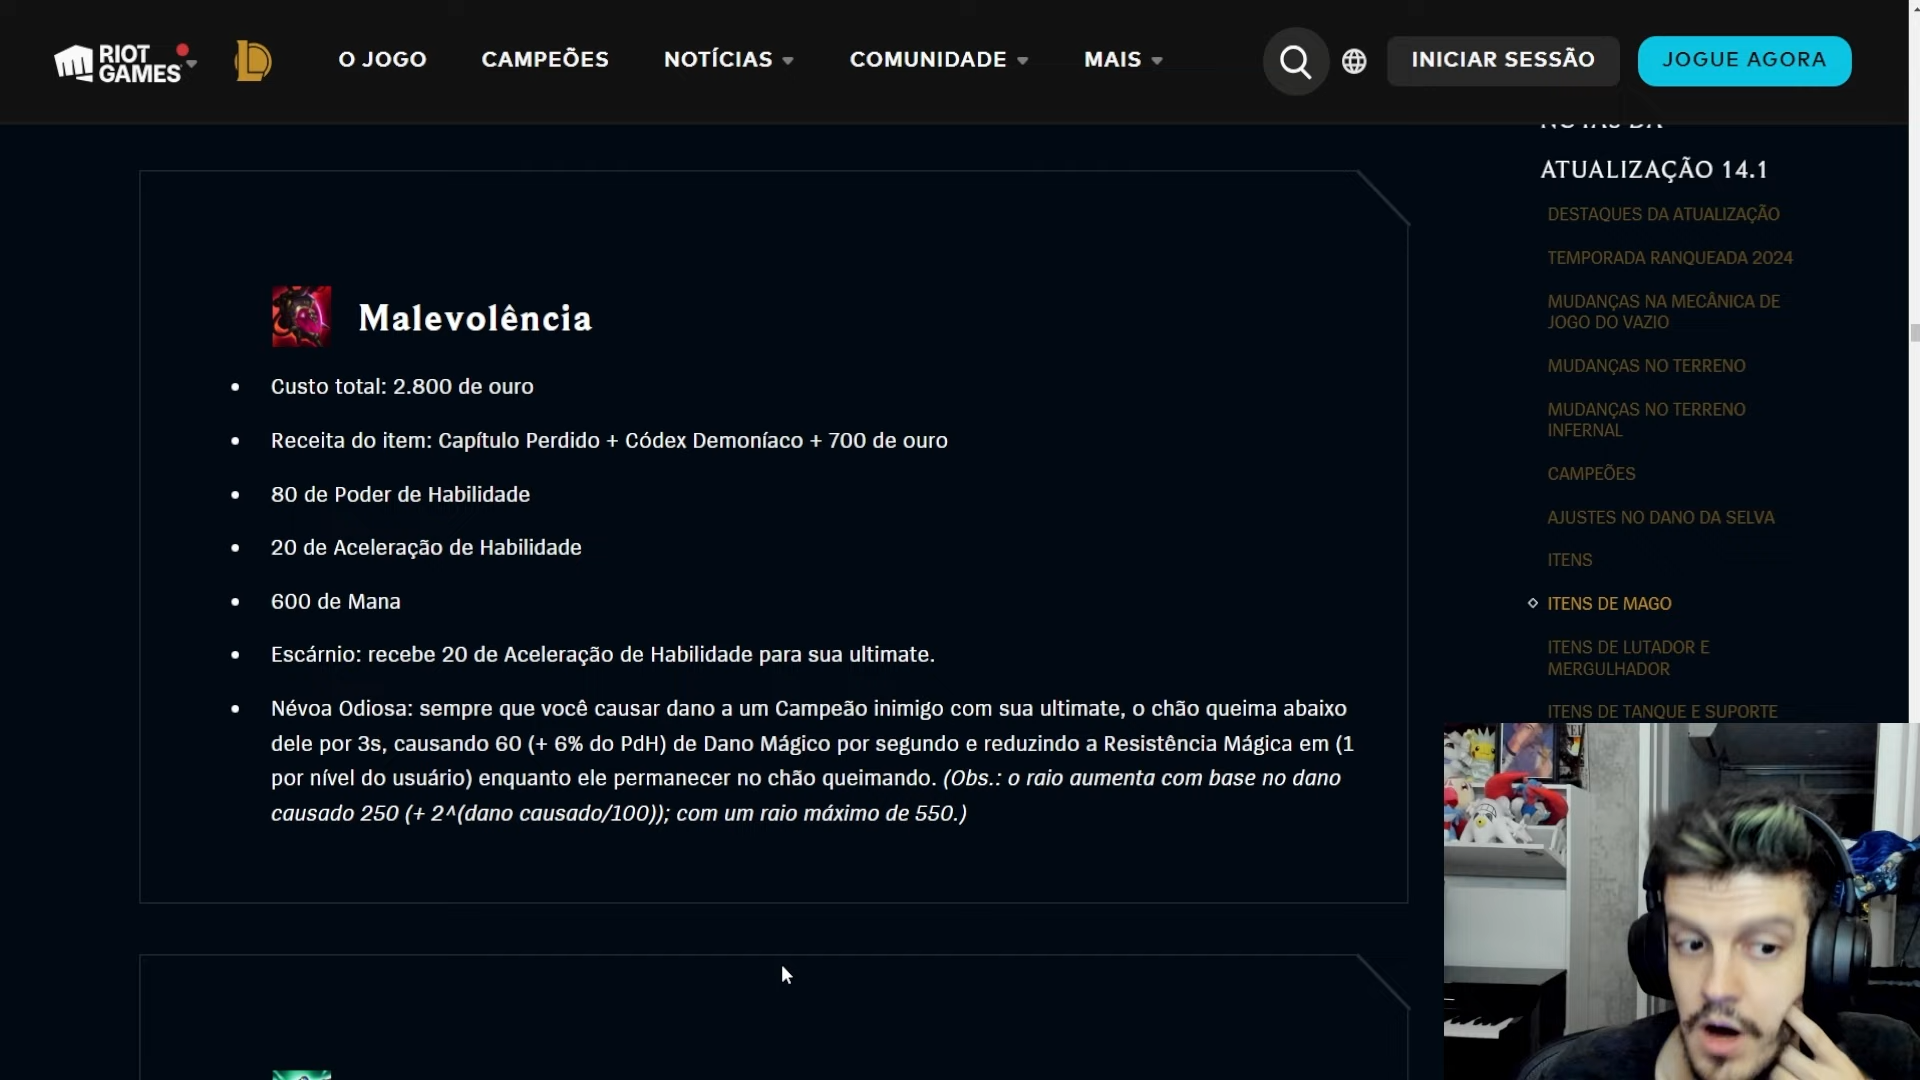 RIOT
GAMES
O JOGO
CAMPEÕES
NOTÍCIAS
COMUNIDADE
MAIS
INICIAR SESSÃO
JOGUE AGORA
Malevolência
Custo total: 2.800 de ouro
Receita do item: Capítulo Perdido + Códex Demoníaco + 700 de ouro
80 de Poder de Habilidade
20 de Aceleração de Habilidade
600 de Mana
Escárnio: recebe 20 de Aceleração de Habilidade para sua ultimate.
Névoa Odiosa: sempre que você causar dano a um Campeão inimigo com sua ultimate, o chão queima abaixo
dele por 3s, causando 60 (+ 6% do PdH) de Dano Mágico por segundo e reduzindo a Resistência Mágica em (1
por nível do usuário) enquanto ele permanecer no chão queimando. (Obs.: o raio aumenta com base no dano
causado 250 (+ 2^(dano causado/100)); com um raio máximo de 550.)
NOTAS DA
ATUALIZAÇÃO 14.1
DESTAQUES DA ATUALIZAÇÃO
TEMPORADA RANQUEADA 2024
MUDANÇAS NA MECÂNICA DE
JOGO DO VAZIO
MUDANÇAS NO TERRENO
MUDANÇAS NO TERRENO
INFERNAL
CAMPEÕES
AJUSTES NO DANO DA SELVA
ITENS
ITENS DE MAGO
ITENS DE LUTADOR E
MERGULHADOR
ITENS DE TANQUE E SUPORTE